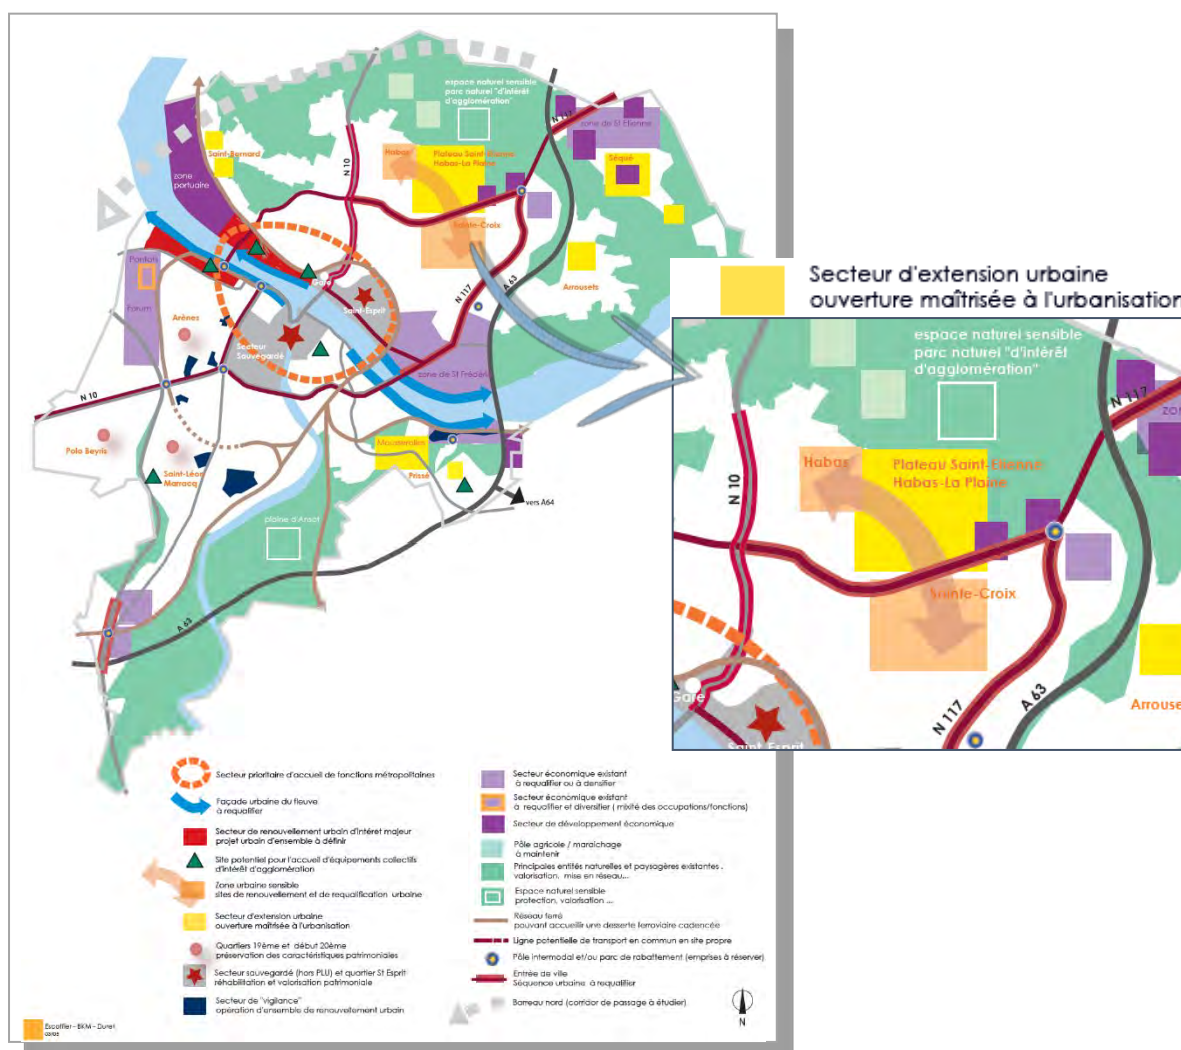 espace naturel sensible
parc naturel "d'intérêt
d'agglomération"
N 117
zone de St Etienne
Saint-Bernard
Habas
Plateau Saint-Etienne
Habas-La Plaine
Séqué
zone
portuaire
N 10
Sainte-Croix
Pontots
Gare
N 117
A 63
Arrousets
Forum
Arènes
Saint-Esprit
Secteur
Sauvegardé
zone de St Frédéric
N 10
Polo Beyris
Saint-Léon
Marracq
Mouserolles
Prissé
vers A64
plaine d'Ansot
A 63
Secteur d'extension urbaine
ouverture maîtrisée à l'urbanisation
espace naturel sensible
parc naturel "d'intérêt
d'agglomération"
N 117
zon
Habas
Plateau Saint-Etienne
Habas-La Plaine
N 10
Sainte-Croix
Gare
Saint-Esprit
N 117
A 63
Arrouse
Secteur prioritaire d'accueil de fonctions métropolitaines
Façade urbaine du fleuve
à requalifier
Secteur de renouvellement urbain d'intérêt majeur
projet urbain d'ensemble à définir
Site potentiel pour l'accueil d'équipements collectifs
d'intérêt d'agglomération
Zone urbaine sensible
sites de renouvellement et de requalification urbaine
Secteur d'extension urbaine
ouverture maîtrisée à l'urbanisation
Quartiers 19ème et début 20ème
préservation des caractéristiques patrimoniales
Secteur sauvegardé (hors PLU) et quartier St Esprit
réhabilitation et valorisation patrimoniale
Secteur de "vigilance"
opération d'ensemble de renouvellement urbain
Secteur économique existant
à requalifier ou à densifier
Secteur économique existant
à requalifier et diversifier ( mixité des occupations/fonctions)
Secteur de développement économique
Pôle agricole / maraichage
à maintenir
Principales entités naturelles et paysagères existantes .
valorisation, mise en réseau...
Espace naturel sensible
protection, valorisation ...
Réseau ferré
pouvant accueillir une desserte ferroviaire cadencée
Ligne potentielle de transport en commun en site propre
Pôle intermodal et/ou parc de rabattement (emprises à réserver)
Entrée de ville
Séquence urbaine à requalifier
Barreau nord (corridor de passage à étudier)
N
Escoffier - BKM - Duret